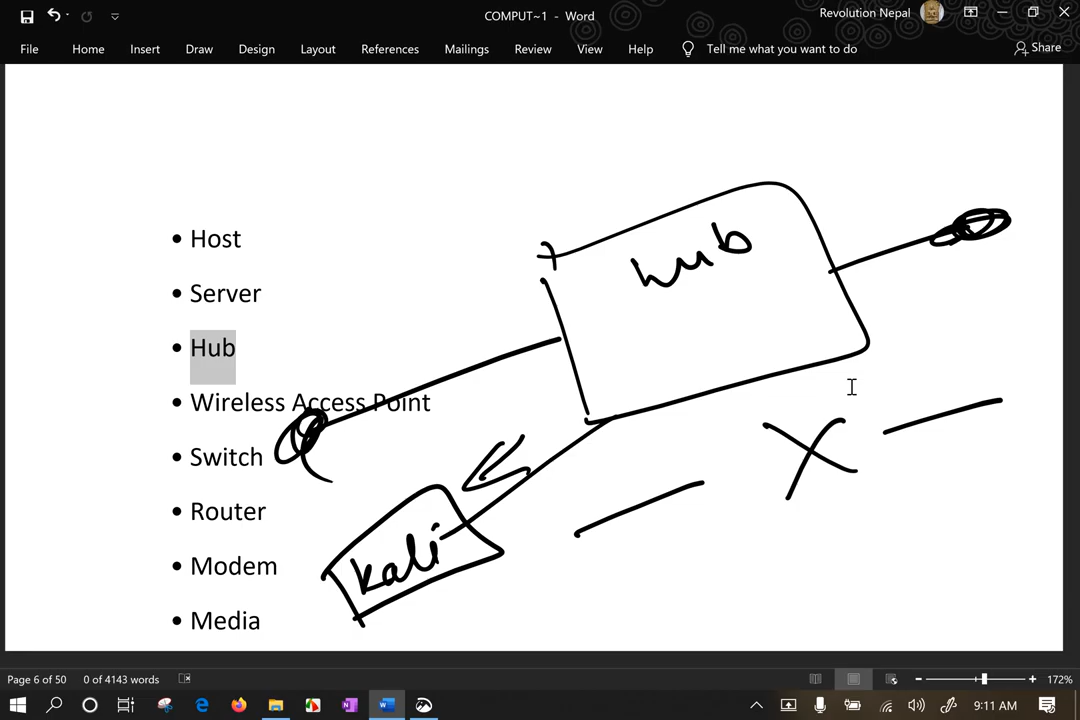 COMPUT~1 - Word
Revolution Nepal
File Home Insert Draw Design Layout References Mailings Review View Help Tell me what you want to do Share
• Host
• Server
• Hub
• Wireless Access Point
• Switch
• Router
• Modem
• Media
hub
kali
X
Page 6 of 50 0 of 4143 words 172%
9:11 AM